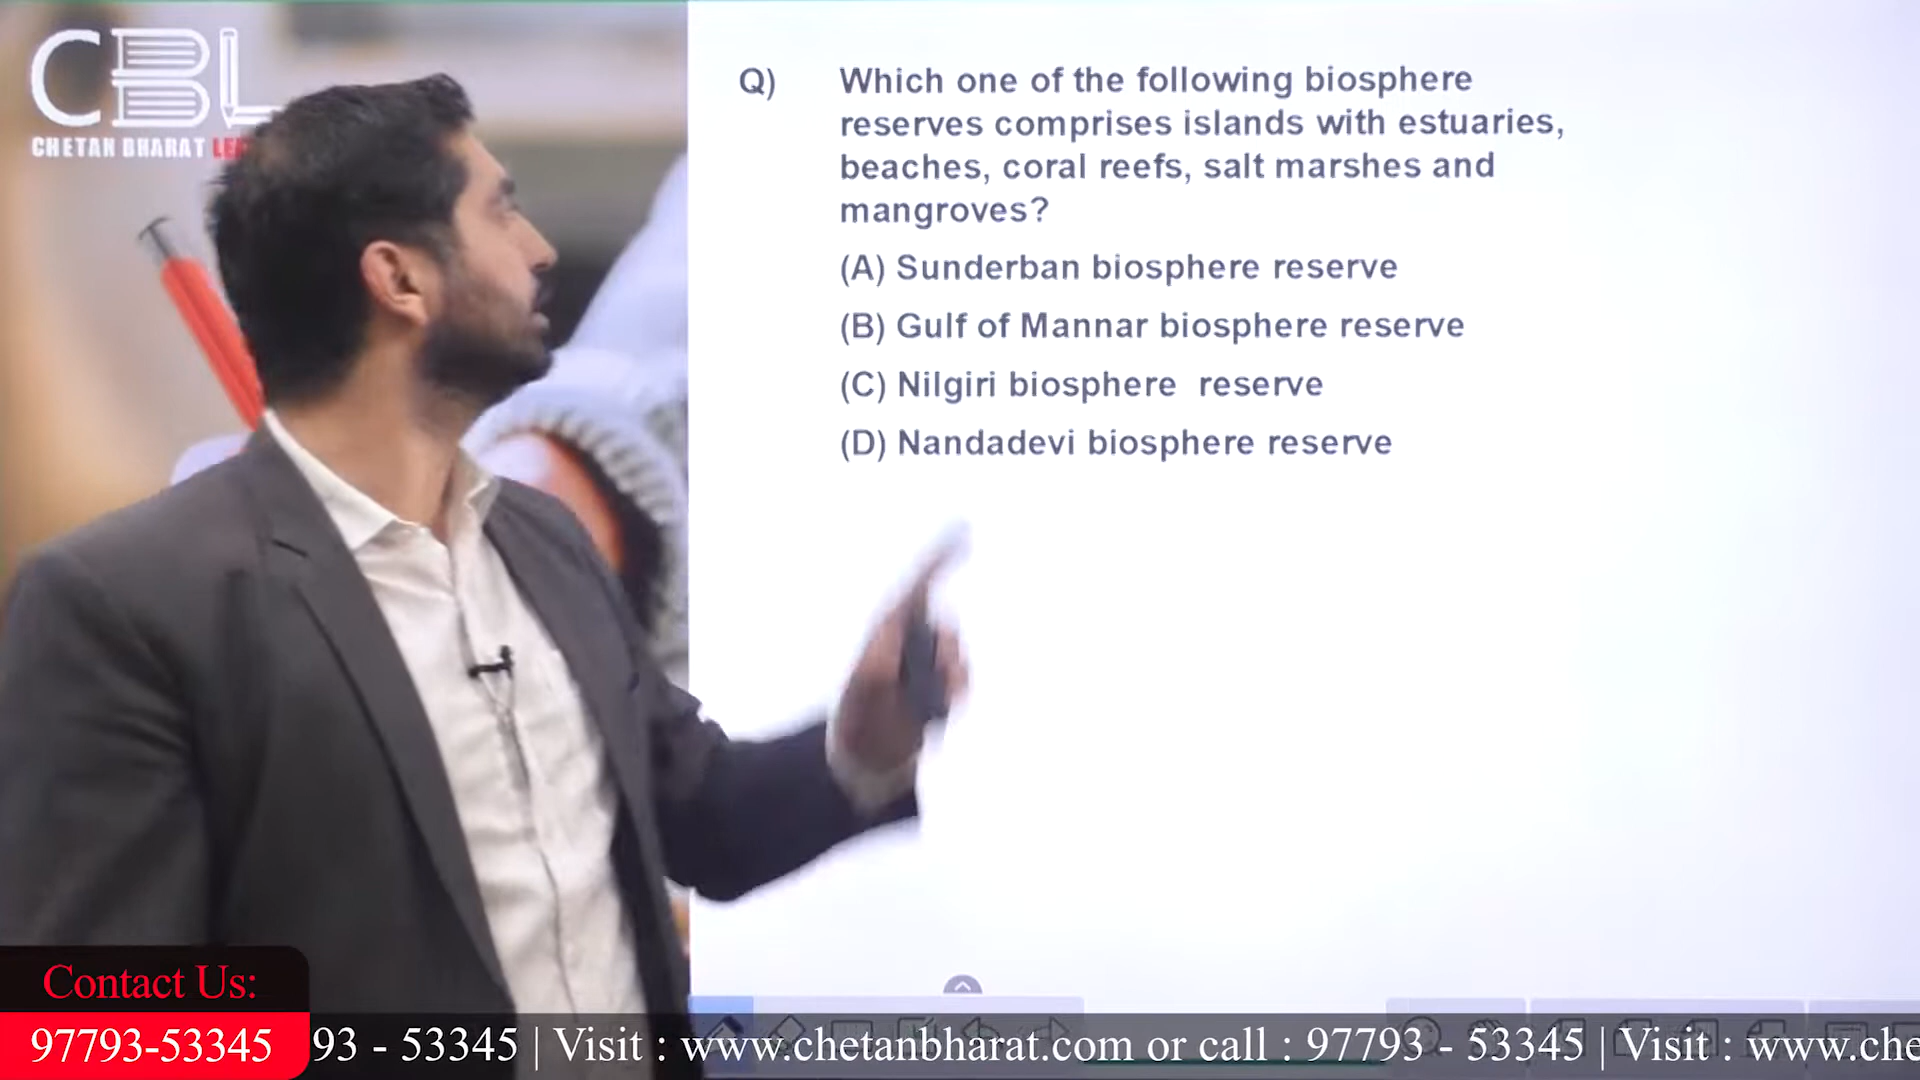 CBL
CHETAN BHARAT
Q) Which one of the following biosphere
reserves comprises islands with estuaries,
beaches, coral reefs, salt marshes and
mangroves?
(A) Sunderban biosphere reserve
(B) Gulf of Mannar biosphere reserve
(C) Nilgiri biosphere reserve
(D) Nandadevi biosphere reserve
Contact Us:
97793-53345
93 - 53345 | Visit : www.chetanbharat.com or call : 97793 - 53345 | Visit : www.che